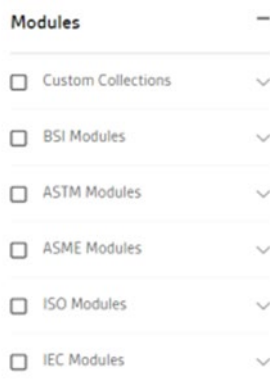 Modules
Custom Collections
BSI Modules
ASTM Modules
ASME Modules
ISO Modules
IEC Modules